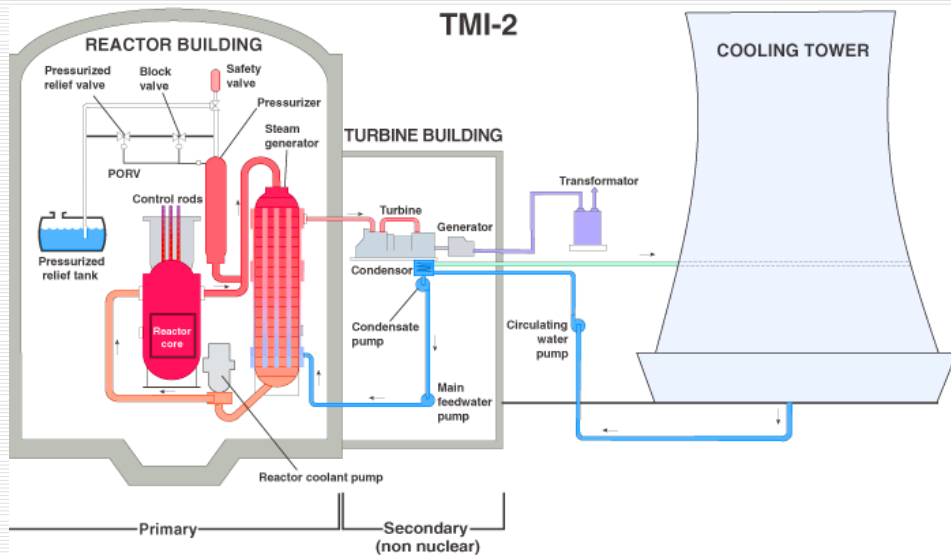 TMI-2
REACTOR BUILDING
COOLING TOWER
Pressurized
relief valve
Block
valve
Safety
valve
Pressurizer
Steam
generator
TURBINE BUILDING
PORV
Control rods
Turbine
Generator
Transformator
Pressurized
relief tank
Condensor
Reactor
core
Condensate
pump
Circulating
water
pump
Main
feedwater
pump
Reactor coolant pump
Primary
Secondary
(non nuclear)